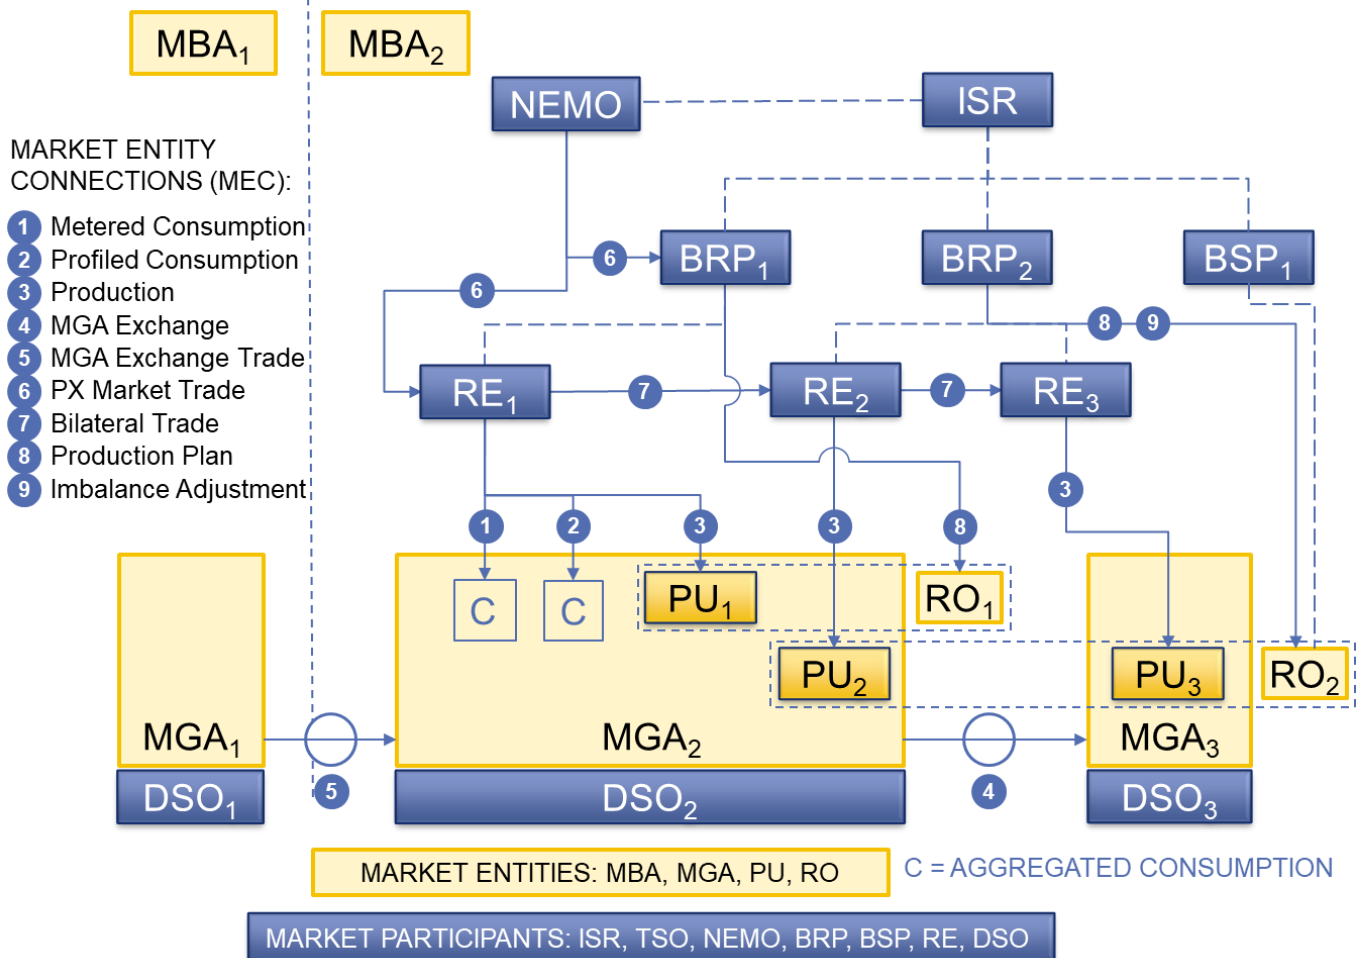 MBA1
MBA2
NEMO
ISR
MARKET ENTITY
CONNECTIONS (MEC):
1 Metered Consumption
2 Profiled Consumption
3 Production
4 MGA Exchange
5 MGA Exchange Trade
6 PX Market Trade
7 Bilateral Trade
8 Production Plan
9 Imbalance Adjustment
6
BRP1
BRP2
BSP1
6
8
9
RE1
7
RE2
7
RE3
3
1
2
3
3
8
C
C
PU1
RO1
PU2
PU3
RO2
MGA1
MGA2
MGA3
5
4
DSO1
DSO2
DSO3
MARKET ENTITIES: MBA, MGA, PU, RO
C = AGGREGATED CONSUMPTION
MARKET PARTICIPANTS: ISR, TSO, NEMO, BRP, BSP, RE, DSO